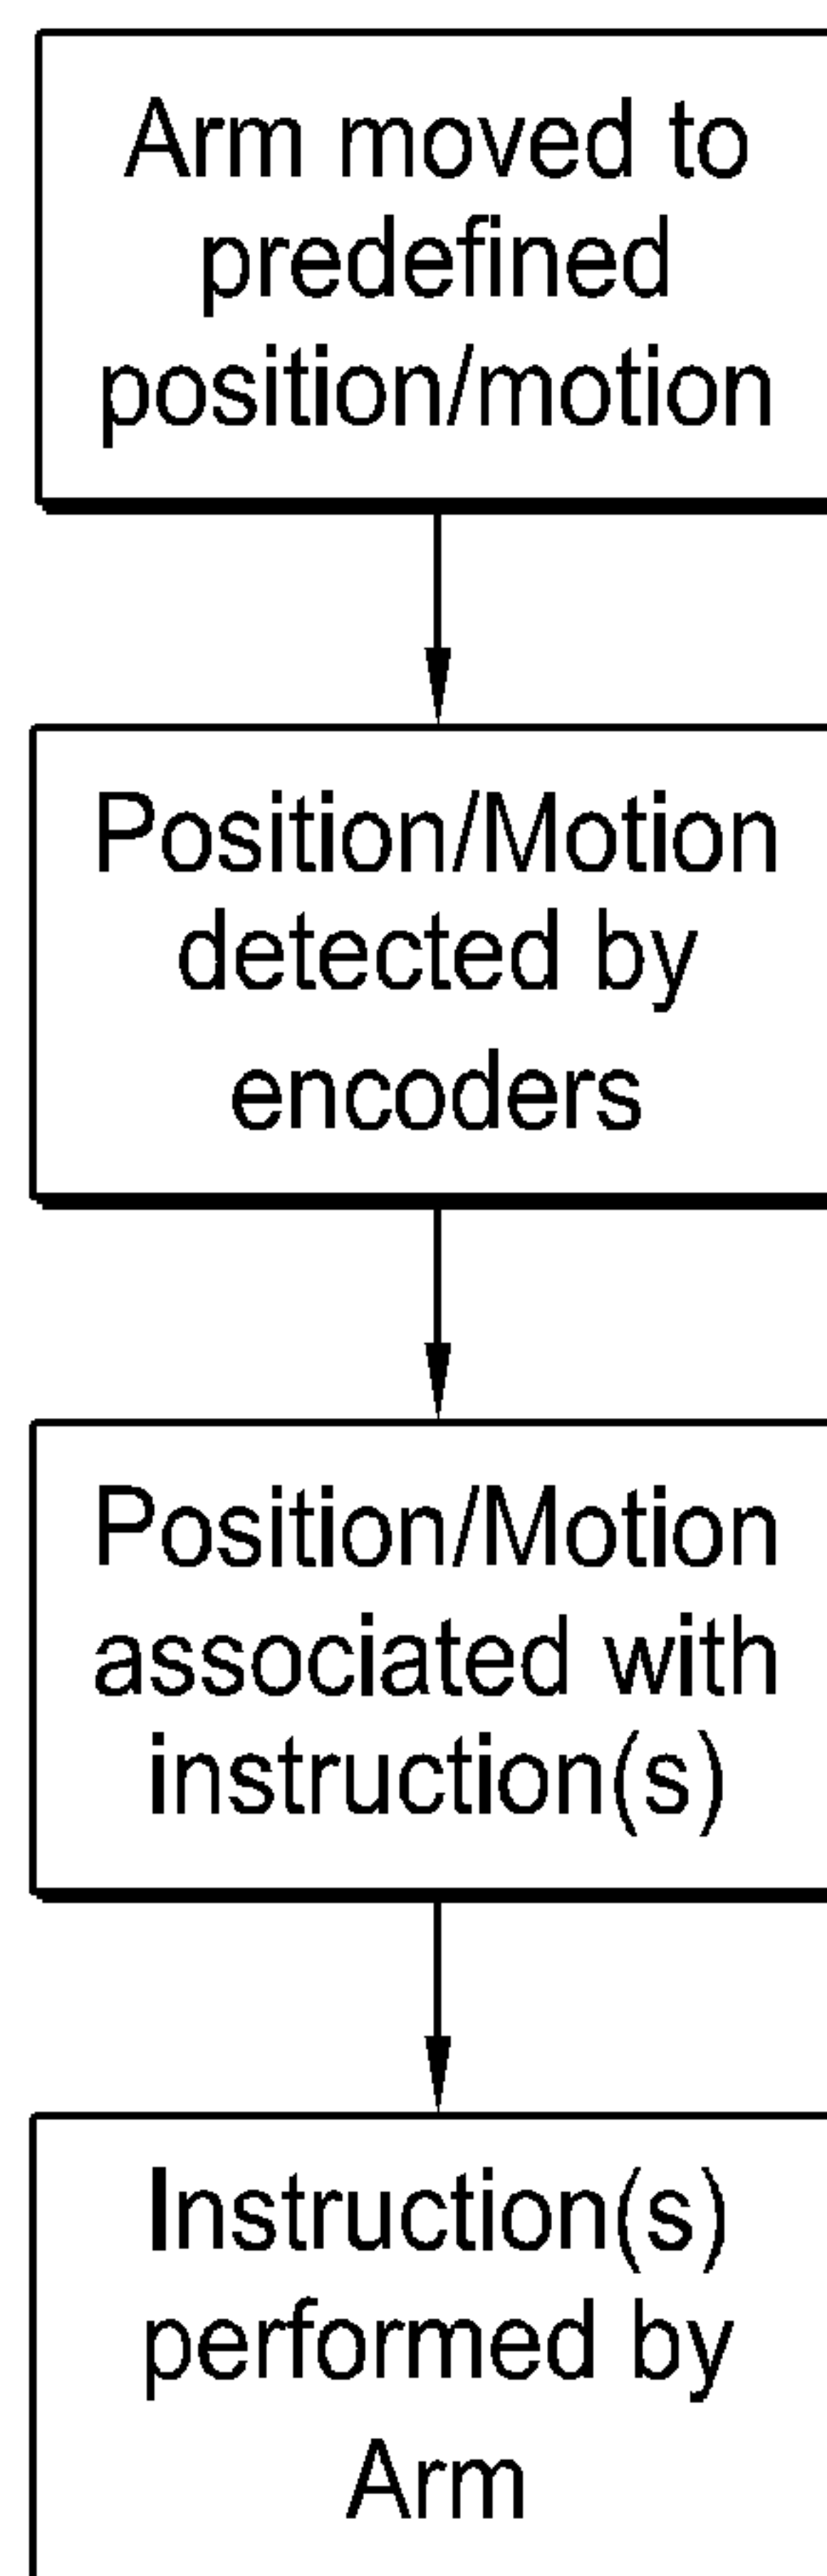 Arm moved to
predefined
position/motion
Position/Motion
detected by
encoders
Position/Motion
associated with
instruction(s)
Instruction(s)
performed by
Arm